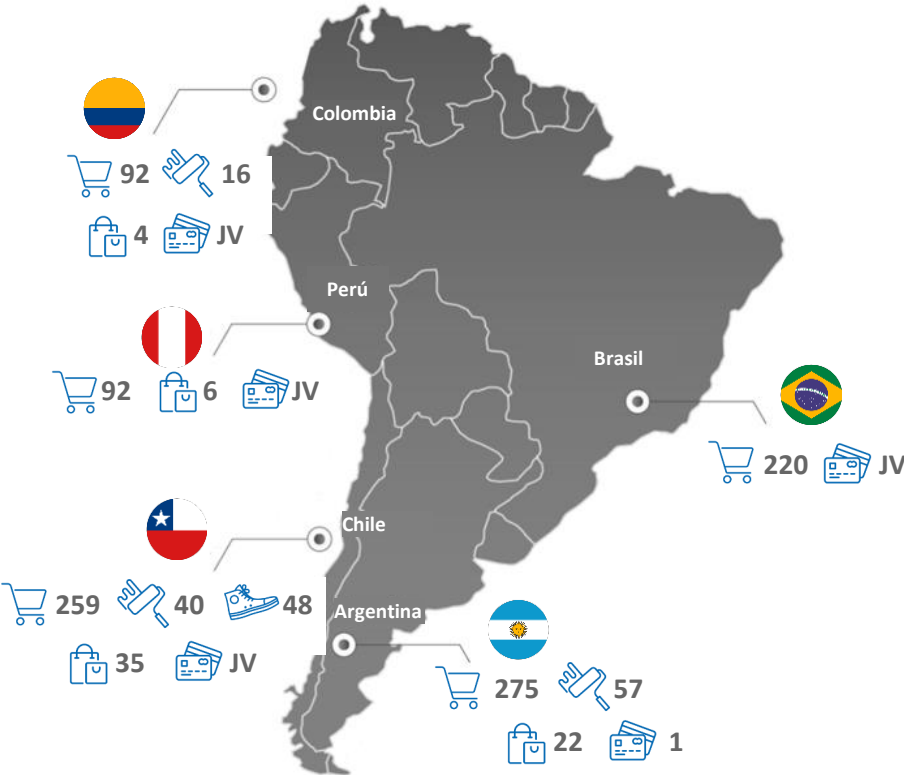 Colombia
92 16
4 JV
Perú
92 6 JV
Brasil
220 JV
Chile
259 40 48
35 JV
Argentina
275 57
22 1